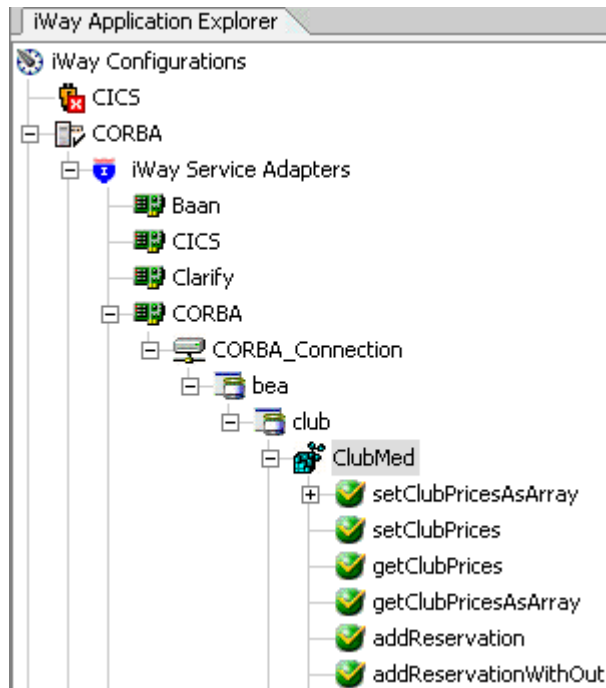 iWay Application Explorer
iWay Configurations
CICS
CORBA
iWay Service Adapters
Baan
CICS
Clarify
CORBA
CORBA_Connection
bea
club
ClubMed
setClubPricesAsArray
setClubPrices
getClubPrices
getClubPricesAsArray
addReservation
addReservationWithOut